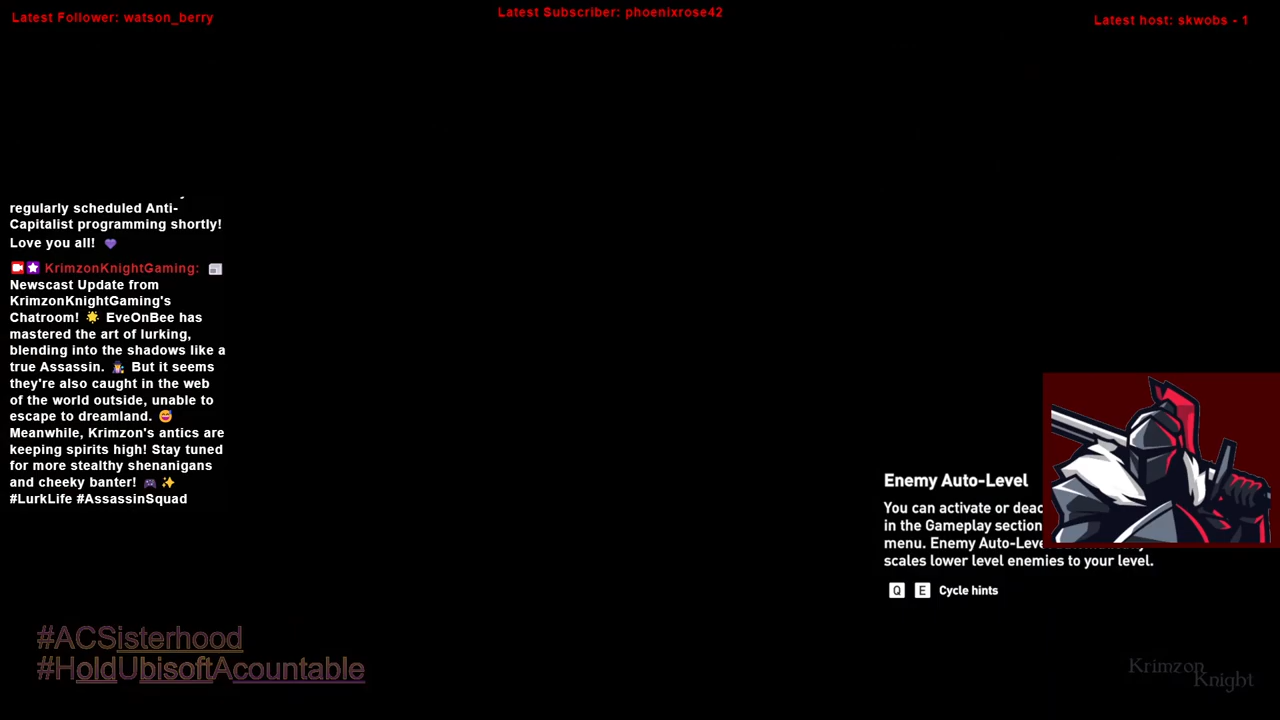 Latest Follower: watson_berry
Latest Subscriber: phoenixrose42
Latest host: skwobs - 1
regularly scheduled Anti-
Capitalist programming shortly!
Love you all! 💜
KrimzonKnightGaming: 📰
Newscast Update from
KrimzonKnightGaming's
Chatroom! 🌟 EveOnBee has
mastered the art of lurking,
blending into the shadows like a
true Assassin. But it seems
they're also caught in the web
of the world outside, unable to
escape to dreamland. 😅
Meanwhile, Krimzon's antics are
keeping spirits high! Stay tuned
for more stealthy shenanigans
and cheeky banter! 🎮 ✨
#LurkLife #AssassinSquad
Enemy Auto-Level
You can activate or
in the Gameplay section
menu. Enemy
scales lower level enemies to your level.
Q E Cycle hints
#ACSisterhood
#HoldUbisoftAcountable
Krimzon
Knight